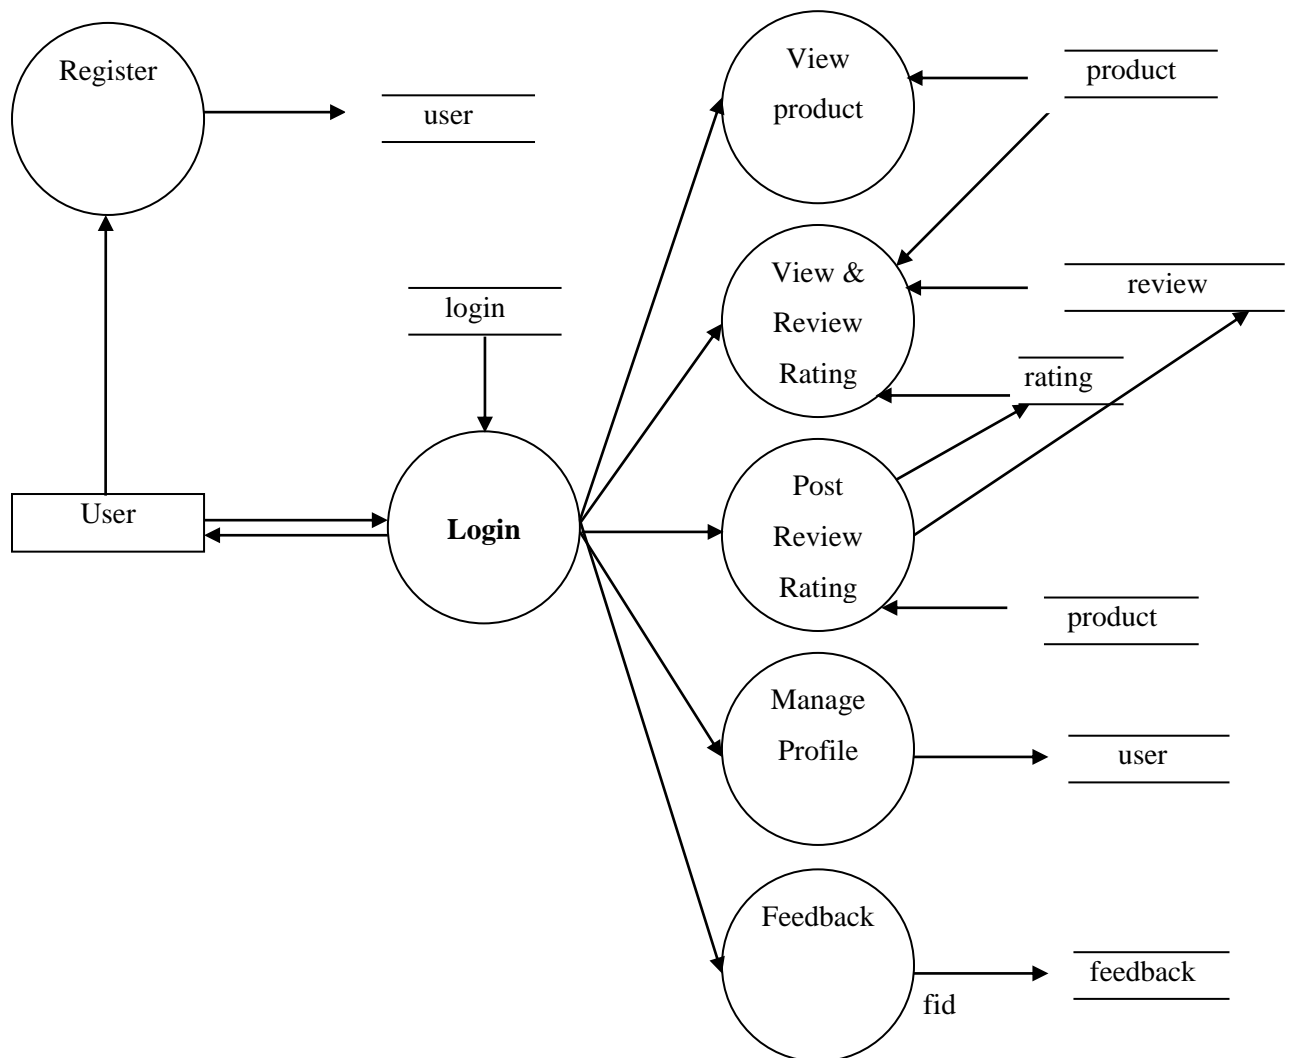 Register
user
View
product
product
login
View &
Review
Rating
review
rating
User
Login
Post
Review
Rating
product
Manage
Profile
user
Feedback
feedback
fid